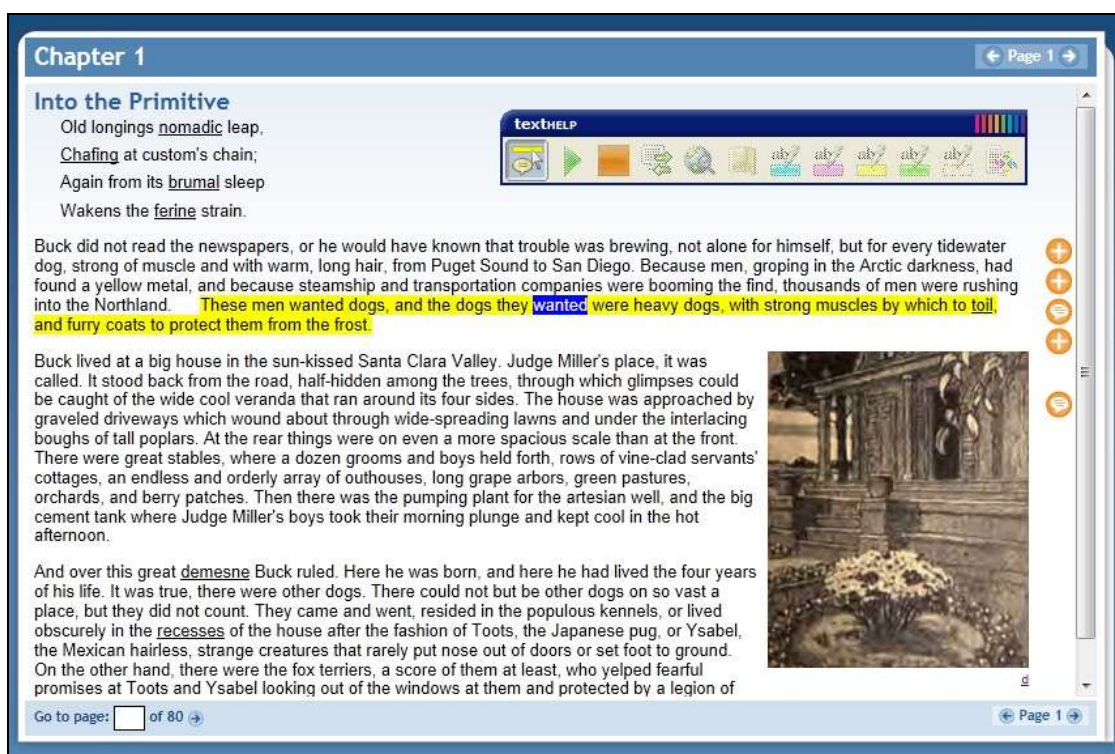 Chapter 1
Page 1
Into the Primitive
Old longings nomadic leap,
Chafing at custom's chain;
Again from its brumal sleep
Wakens the ferine strain.
textHELP
Buck did not read the newspapers, or he would have known that trouble was brewing, not alone for himself, but for every tidewater
dog, strong of muscle and with warm, long hair, from Puget Sound to San Diego. Because men, groping in the Arctic darkness, had
found a yellow metal, and because steamship and transportation companies were booming the find, thousands of men were rushing
into the Northland. These men wanted dogs, and the dogs they wanted were heavy dogs, with strong muscles by which to toil,
and furry coats to protect them from the frost.
Buck lived at a big house in the sun-kissed Santa Clara Valley. Judge Miller's place, it was
called. It stood back from the road, half-hidden among the trees, through which glimpses could
be caught of the wide cool veranda that ran around its four sides. The house was approached by
graveled driveways which wound about through wide-spreading lawns and under the interlacing
boughs of tall poplars. At the rear things were on even a more spacious scale than at the front.
There were great stables, where a dozen grooms and boys held forth, rows of vine-clad servants'
cottages, an endless and orderly array of outhouses, long grape arbors, green pastures,
orchards, and berry patches. Then there was the pumping plant for the artesian well, and the big
cement tank where Judge Miller's boys took their morning plunge and kept cool in the hot
afternoon.
And over this great demesne Buck ruled. Here he was born, and here he had lived the four years
of his life. It was true, there were other dogs. There could not but be other dogs on so vast a
place, but they did not count. They came and went, resided in the populous kennels, or lived
obscurely in the recesses of the house after the fashion of Toots, the Japanese pug, or Ysabel,
the Mexican hairless, strange creatures that rarely put nose out of doors or set foot to ground.
On the other hand, there were the fox terriers, a score of them at least, who yelped fearful
promises at Toots and Ysabel looking out of the windows at them and protected by a legion of
d
Go to page: of 80
Page 1